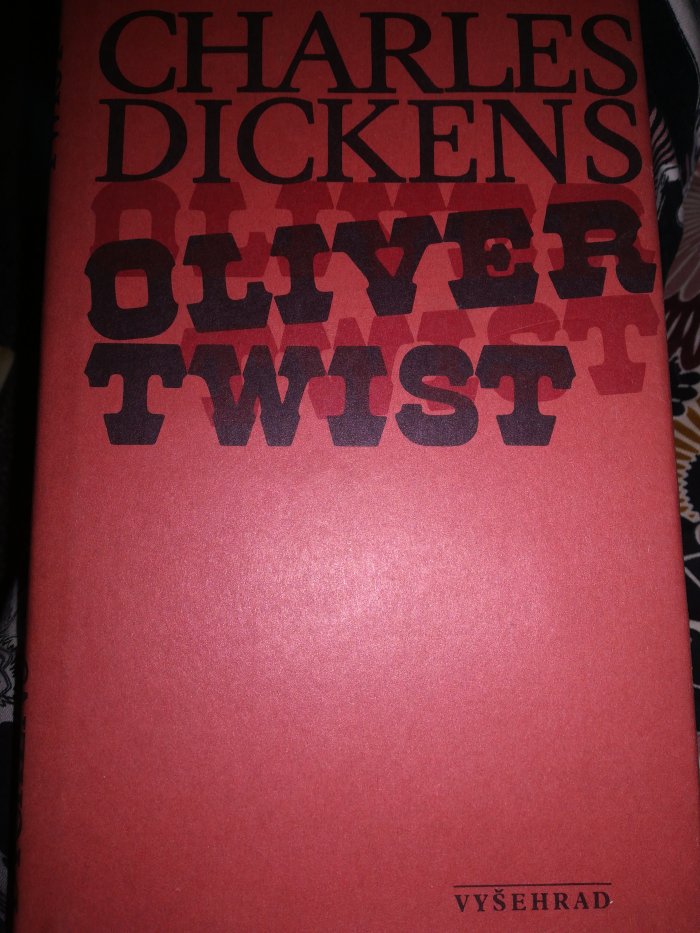 CHARLES
DICKENS
OLIVER
TWIST
VYŠEHRAD